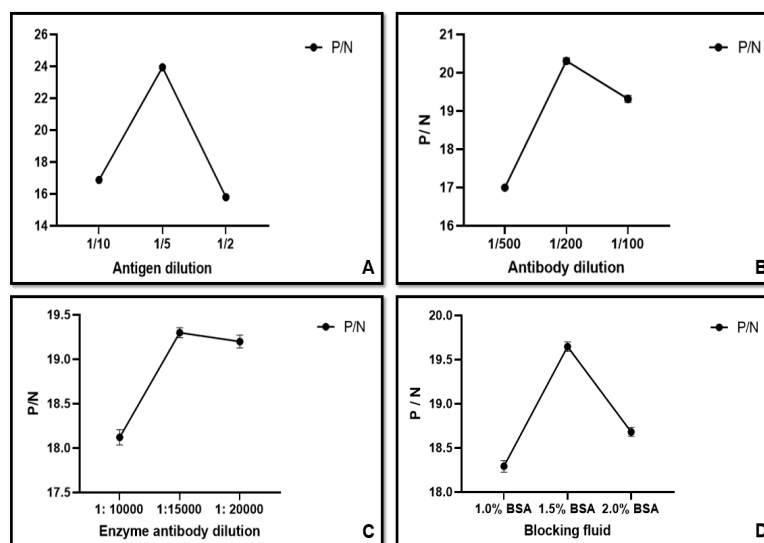 26
24
22
20
18
16
14
P/N
1/10 1/5 1/2
Antigen dilution
A
P/ N
21
20
19
18
17
16
P/N
1/500 1/200 1/100
Antibody dilution
B
P/N
19.5
19.0
18.5
18.0
17.5
P/N
1: 10000 1:15000 1: 20000
Enzyme antibody dilution
C
P / N
20.0
19.5
19.0
18.5
18.0
P/N
1.0% BSA 1.5% BSA 2.0% BSA
Blocking fluid
D